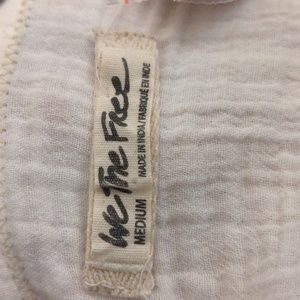 We The Free
MEDIUM
MADE IN INDIA/FABRIQUÉ EN INDE